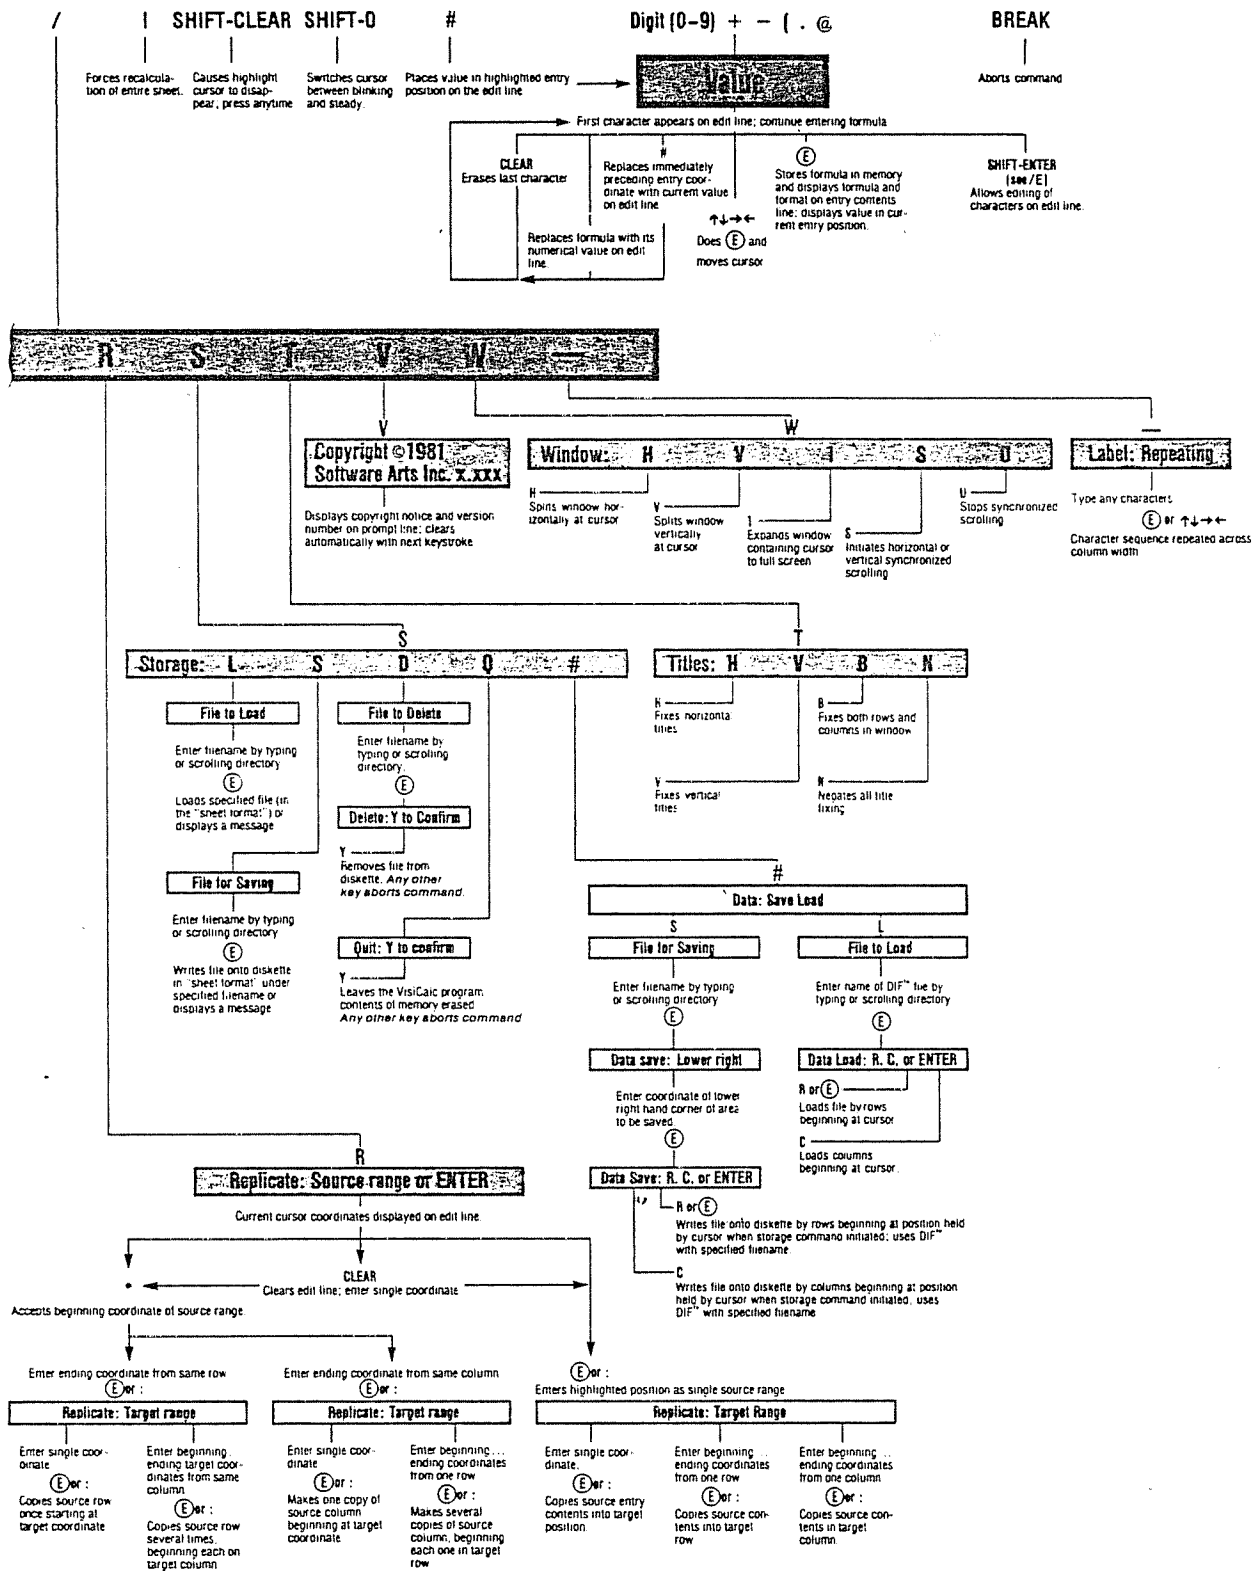 / ! SHIFT-CLEAR SHIFT-0 # Digit (0-9) + - ( . @ BREAK
Forces recalcula-
tion of entire sheet.
Causes highlight
cursor to disap-
pear; press anytime
Switches cursor
between blinking
and steady.
Places value in highlighted entry
position on the edit line
Value
Aborts command
First character appears on edit line; continue entering formula
CLEAR
Erases last character
Replaces formula with its
numerical value on edit
line.
#
Replaces immediately
preceding entry coor-
dinate with current value
on edit line
↑↓→←
Does Ⓔ and
moves cursor
Ⓔ
Stores formula in memory
and displays formula and
format on entry contents
line; displays value in cur-
rent entry position.
SHIFT-ENTER
(see /E)
Allows editing of
characters on edit line.
R S T V W —
V
Copyright ©1981
Software Arts Inc. x.xxx
Displays copyright notice and version
number on prompt line; clears
automatically with next keystroke
W
Window: H V 1 S U
H
Splits window hor-
izontally at cursor
V
Splits window
vertically
at cursor
1
Expands window
containing cursor
to full screen
S
Initiates horizontal or
vertical synchronized
scrolling
U
Stops synchronized
scrolling
—
Label: Repeating
Type any characters
Ⓔ or ↑↓→←
Character sequence repeated across
column width
S
Storage: L S D Q #
File to Load
Enter filename by typing
or scrolling directory
Ⓔ
Loads specified file (in
the "sheet format") or
displays a message
File for Saving
Enter filename by typing
or scrolling directory
Ⓔ
Writes file onto diskette
in "sheet format" under
specified filename or
displays a message
File to Delete
Enter filename by
typing or scrolling
directory.
Ⓔ
Delete: Y to Confirm
Y
Removes file from
diskette. Any other
key aborts command.
Quit: Y to confirm
Y
Leaves the VisiCalc program
contents of memory erased
Any other key aborts command
T
Titles: H V B N
H
Fixes horizontal
titles
V
Fixes vertical
titles
B
Fixes both rows and
columns in window
N
Negates all title
fixing
#
Data: Save Load
S
File for Saving
Enter filename by typing
or scrolling directory
Ⓔ
Data save: Lower right
Enter coordinate of lower
right hand corner of area
to be saved.
Ⓔ
Data Save: R. C. or ENTER
R or Ⓔ
Writes file onto diskette by rows beginning at position held
by cursor when storage command initiated; uses DIF™
with specified filename.
C
Writes file onto diskette by columns beginning at position
held by cursor when storage command initiated, uses
DIF™ with specified filename
L
File to Load
Enter name of DIF™ file by
typing or scrolling directory
Ⓔ
Data Load: R. C. or ENTER
R or Ⓔ
Loads file by rows
beginning at cursor
C
Loads columns
beginning at cursor.
R
Replicate: Source range or ENTER
Current cursor coordinates displayed on edit line.
CLEAR
Clears edit line; enter single coordinate
.
Accepts beginning coordinate of source range.
Enter ending coordinate from same row
Ⓔ or :
Replicate: Target range
Enter single coor-
dinate
Ⓔ or :
Copies source row
once starting at
target coordinate
Enter beginning.
ending target coor-
dinates from same
column
Ⓔ or :
Copies source row
several times,
beginning each on
target column
Enter ending coordinate from same column
Ⓔ or :
Replicate: Target range
Enter single coor-
dinate
Ⓔ or :
Makes one copy of
source column
beginning at target
coordinate
Enter beginning...
ending coordinates
from one row
Ⓔ or :
Makes several
copies of source
column, beginning
each one in target
row
Ⓔ or :
Enters highlighted position as single source range
Replicate: Target Range
Enter single coor-
dinate.
Ⓔ or :
Copies source entry
contents into target
position.
Enter beginning...
ending coordinates
from one row
Ⓔ or :
Copies source con-
tents into target
row
Enter beginning...
ending coordinates
from one column
Ⓔ or :
Copies source con-
tents in target
column.